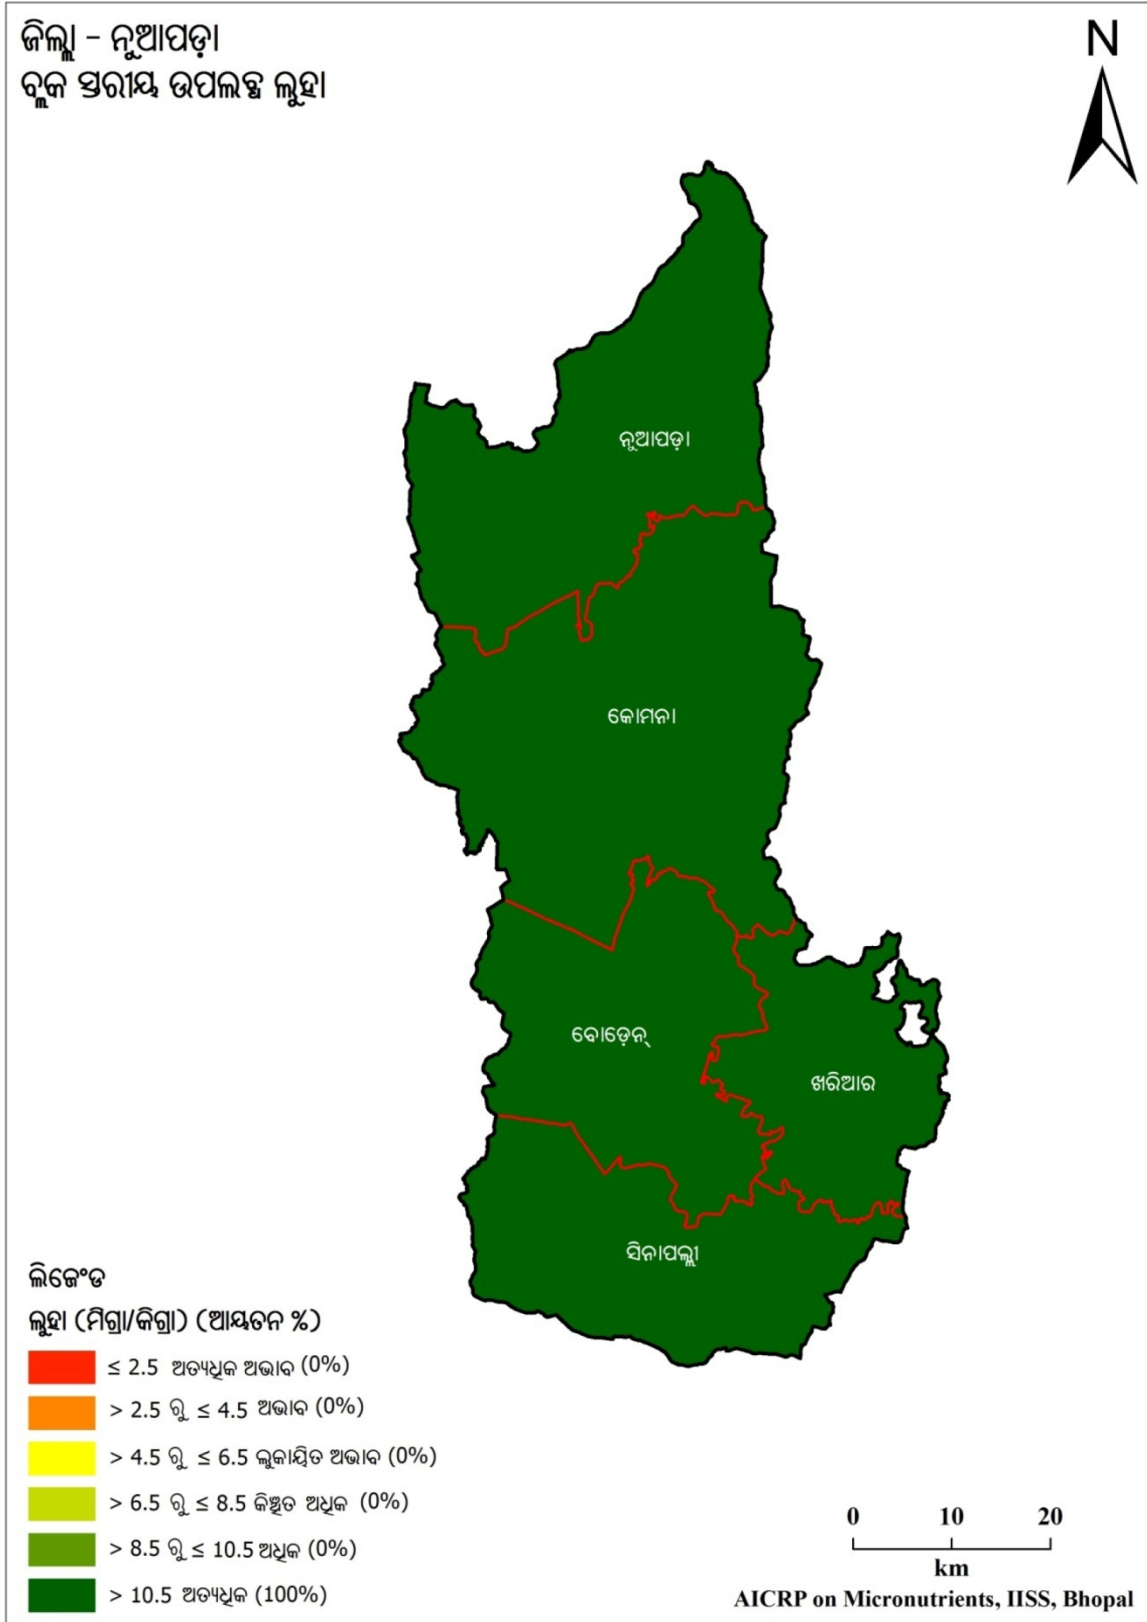 ଜିଲ୍ଲା - ନୁଆପଡ଼ା
ବ୍ଲକ ସ୍ତରୀୟ ଉପଲବ୍ଧ ଲୁହା
N
ନୁଆପଡ଼ା
କୋମନା
ବୋଡ଼େନ୍
ଖରିଆର
ସିନାପଲ୍ଲୀ
ଲିଜେଂଡ
ଲୁହା (ମିଗ୍ରା/କିଗ୍ରା) (ଆୟତନ %)
≤ 2.5 ଅତ୍ୟଧିକ ଅଭାବ (0%)
> 2.5 ରୁ ≤ 4.5 ଅଭାବ (0%)
> 4.5 ରୁ ≤ 6.5 ଲୁକାୟିତ ଅଭାବ (0%)
> 6.5 ରୁ ≤ 8.5 କିଞ୍ଚିତ ଅଧିକ (0%)
> 8.5 ରୁ ≤ 10.5 ଅଧିକ (0%)
> 10.5 ଅତ୍ୟଧିକ (100%)
0 10 20
km
AICRP on Micronutrients, IISS, Bhopal